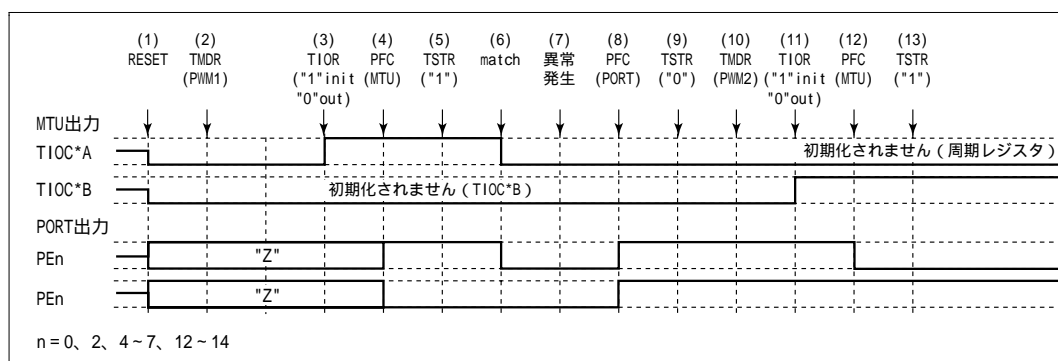 (1) (2) (3) (4) (5) (6) (7) (8) (9) (10) (11) (12) (13)
RESET TMDR TIOR PFC TSTR match 異常 PFC TSTR TMDR TIOR PFC TSTR
(PWM1) ("1"init (MTU) ("1") 発生 (PORT) ("0") (PWM2) ("1"init (MTU) ("1")
"0"out) "0"out)
MTU出力
TIOC*A 初期化されません(周期レジスタ
TIOC*B 初期化されません(TIOC*B)
PORT出力
PEn "Z"
PEn "Z"
n=0、2、4~7、12~14